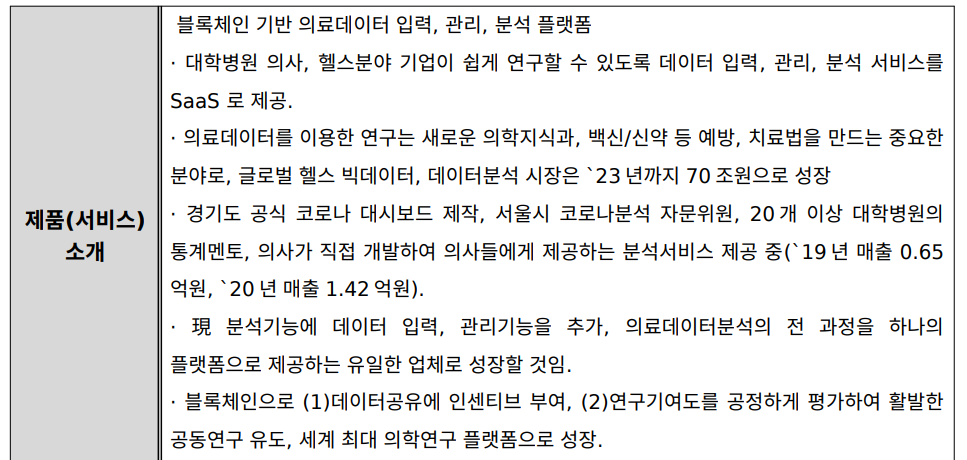 제품(서비스)
소개
블록체인 기반 의료데이터 입력, 관리, 분석 플랫폼
· 대학병원 의사, 헬스분야 기업이 쉽게 연구할 수 있도록 데이터 입력, 관리, 분석 서비스를
SaaS 로 제공.
· 의료데이터를 이용한 연구는 새로운 의학지식과, 백신/신약 등 예방, 치료법을 만드는 중요한
분야로, 글로벌 헬스 빅데이터, 데이터분석 시장은 `23 년까지 70 조원으로 성장
· 경기도 공식 코로나 대시보드 제작, 서울시 코로나분석 자문위원, 20 개 이상 대학병원의
통계멘토, 의사가 직접 개발하여 의사들에게 제공하는 분석서비스 제공 중(`19 년 매출 0.65
억원, `20 년 매출 1.42 억원).
· 現 분석기능에 데이터 입력, 관리기능을 추가, 의료데이터분석의 전 과정을 하나의
플랫폼으로 제공하는 유일한 업체로 성장할 것임.
· 블록체인으로 (1)데이터공유에 인센티브 부여, (2)연구기여도를 공정하게 평가하여 활발한
공동연구 유도, 세계 최대 의학연구 플랫폼으로 성장.